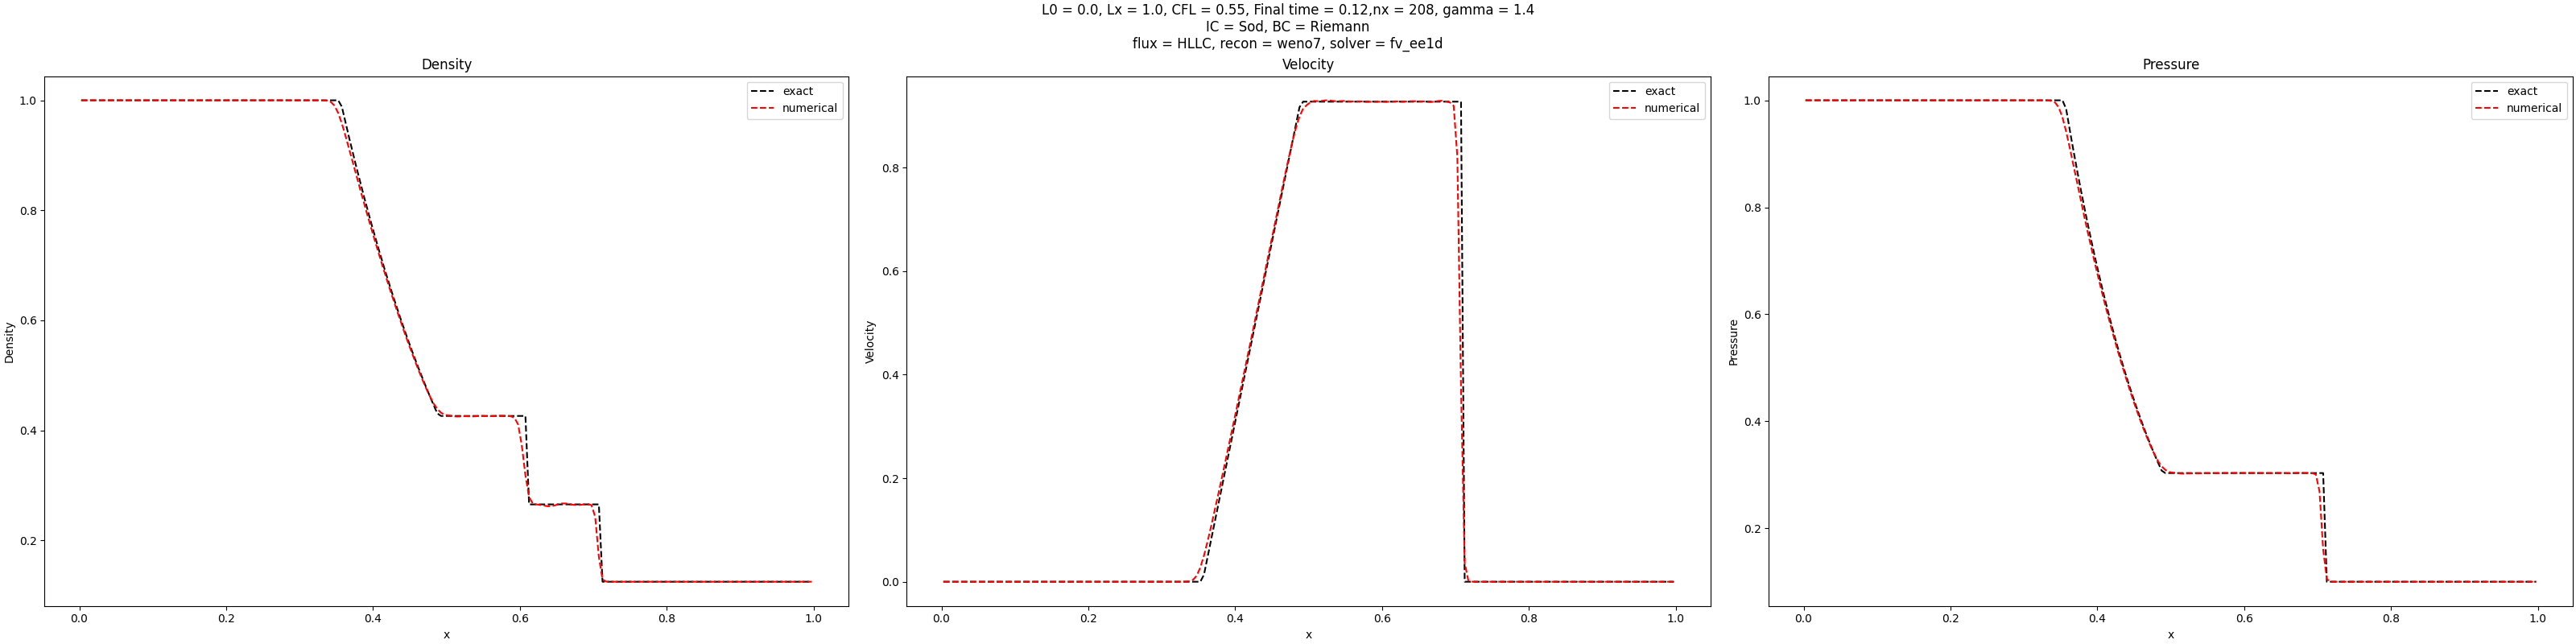 L0 = 0.0, Lx = 1.0, CFL = 0.55, Final time = 0.12,nx = 208, gamma = 1.4
IC = Sod, BC = Riemann
flux = HLLC, recon = weno7, solver = fv_ee1d
Density
exact
numerical
1.0
0.8
0.6
0.4
0.2
Density
0.0 0.2 0.4 0.6 0.8 1.0
x
Velocity
exact
numerical
0.8
0.6
0.4
0.2
0.0
Velocity
0.0 0.2 0.4 0.6 0.8 1.0
x
Pressure
exact
numerical
1.0
0.8
0.6
0.4
0.2
Pressure
0.0 0.2 0.4 0.6 0.8 1.0
x